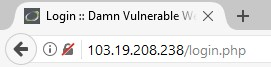 Login :: Damn Vulnerable W
103.19.208.238/login.php